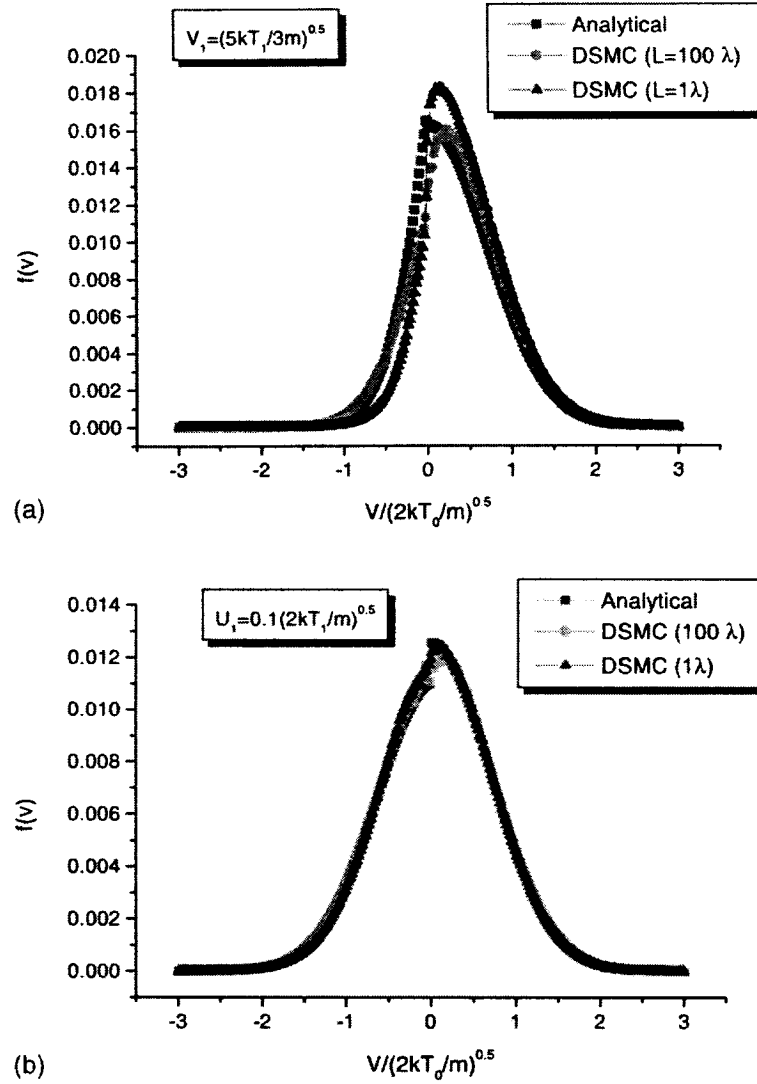 V₁=(5kT₁/3m)^0.5
Analytical
DSMC (L=100 λ)
DSMC (L=1λ)
0.020
0.018
0.016
0.014
0.012
0.010
0.008
0.006
0.004
0.002
0.000
f(v)
-3 -2 -1 0 1 2 3
V/(2kT₀/m)^0.5
(a)
U₁=0.1(2kT₁/m)^0.5
Analytical
DSMC (100 λ)
DSMC (1λ)
0.014
0.012
0.010
0.008
0.006
0.004
0.002
0.000
f(v)
-3 -2 -1 0 1 2 3
V/(2kT₀/m)^0.5
(b)